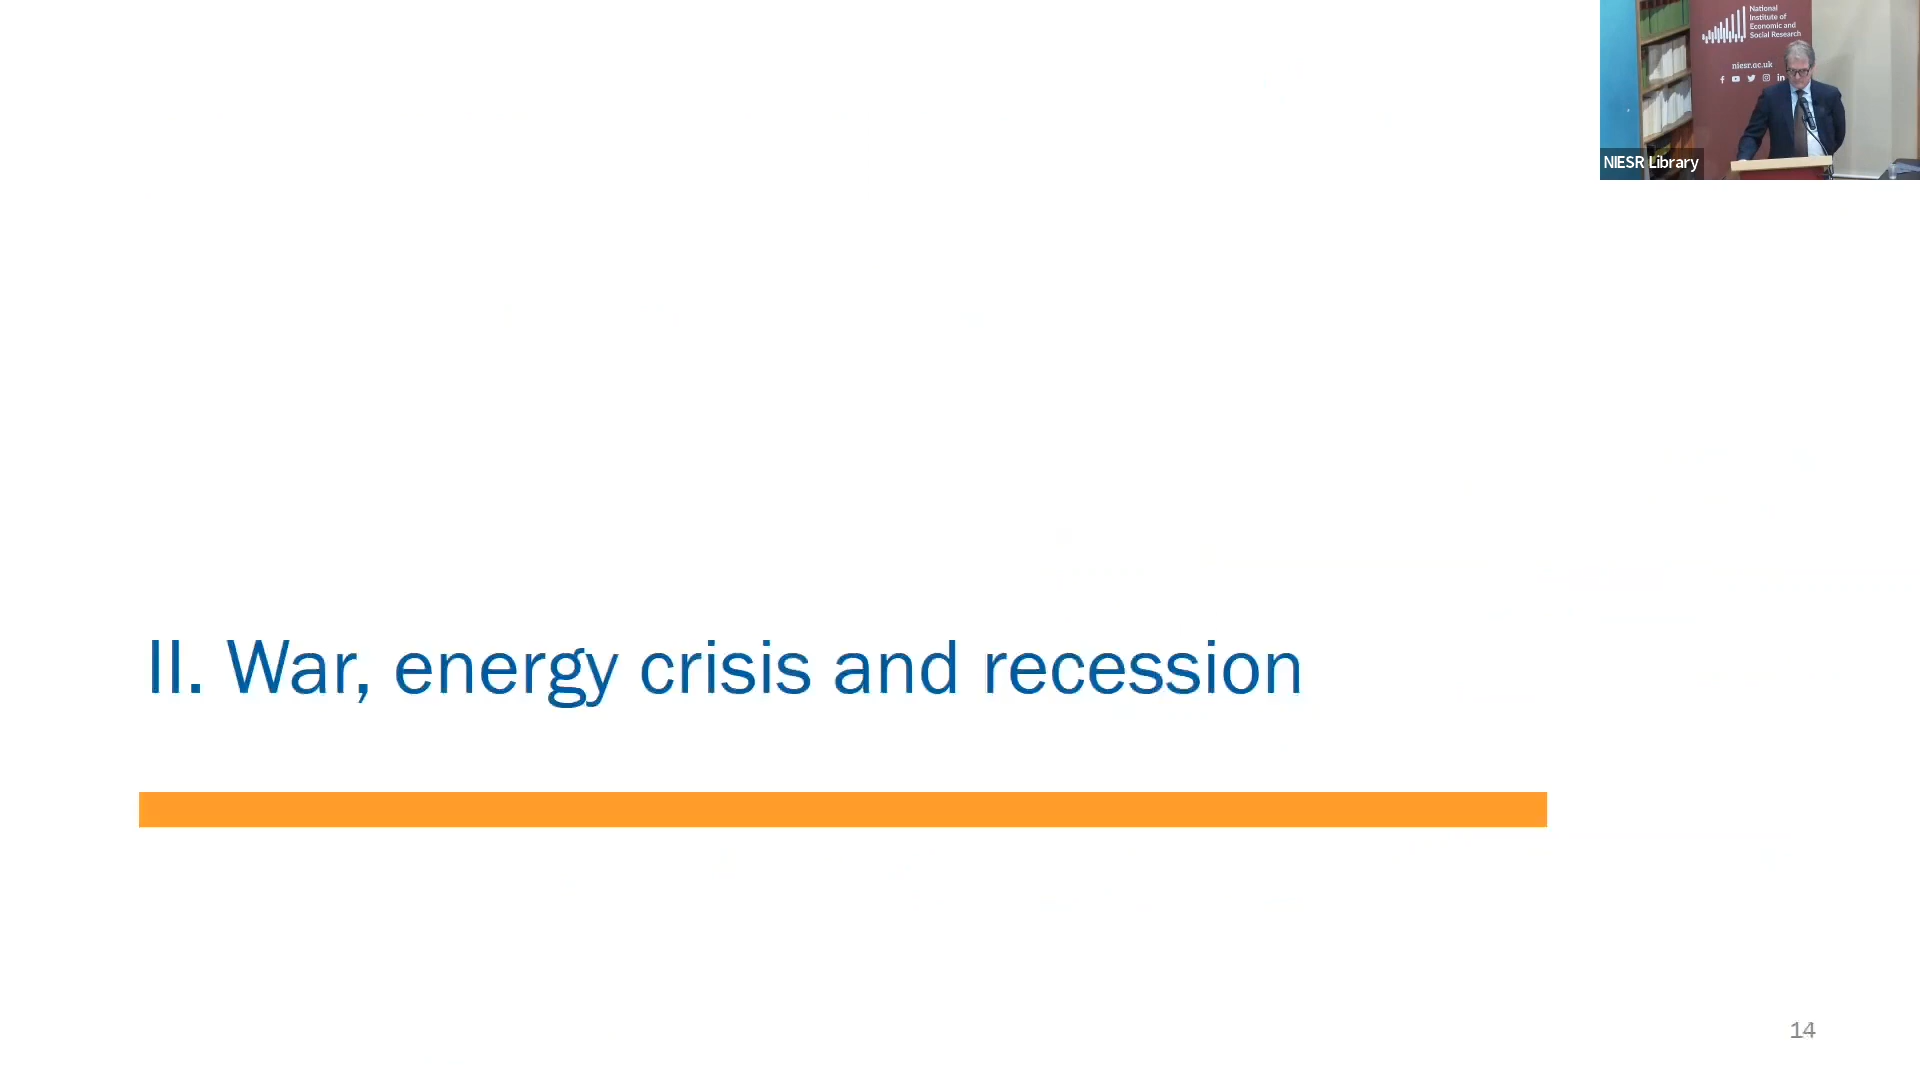 National
Institute of
Economic and
Social Research
niesr.ac.uk
NIESR Library
II. War, energy crisis and recession
14